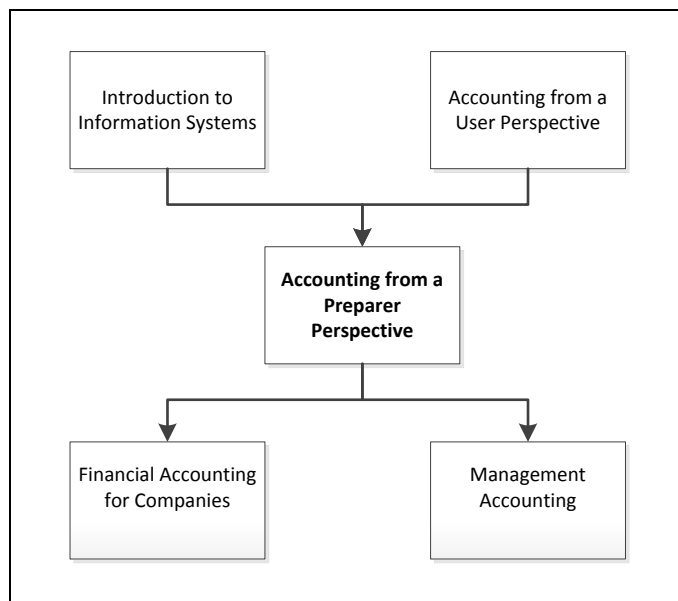 Introduction to
Information Systems
Accounting from a
User Perspective
Accounting from a
Preparer
Perspective
Financial Accounting
for Companies
Management
Accounting